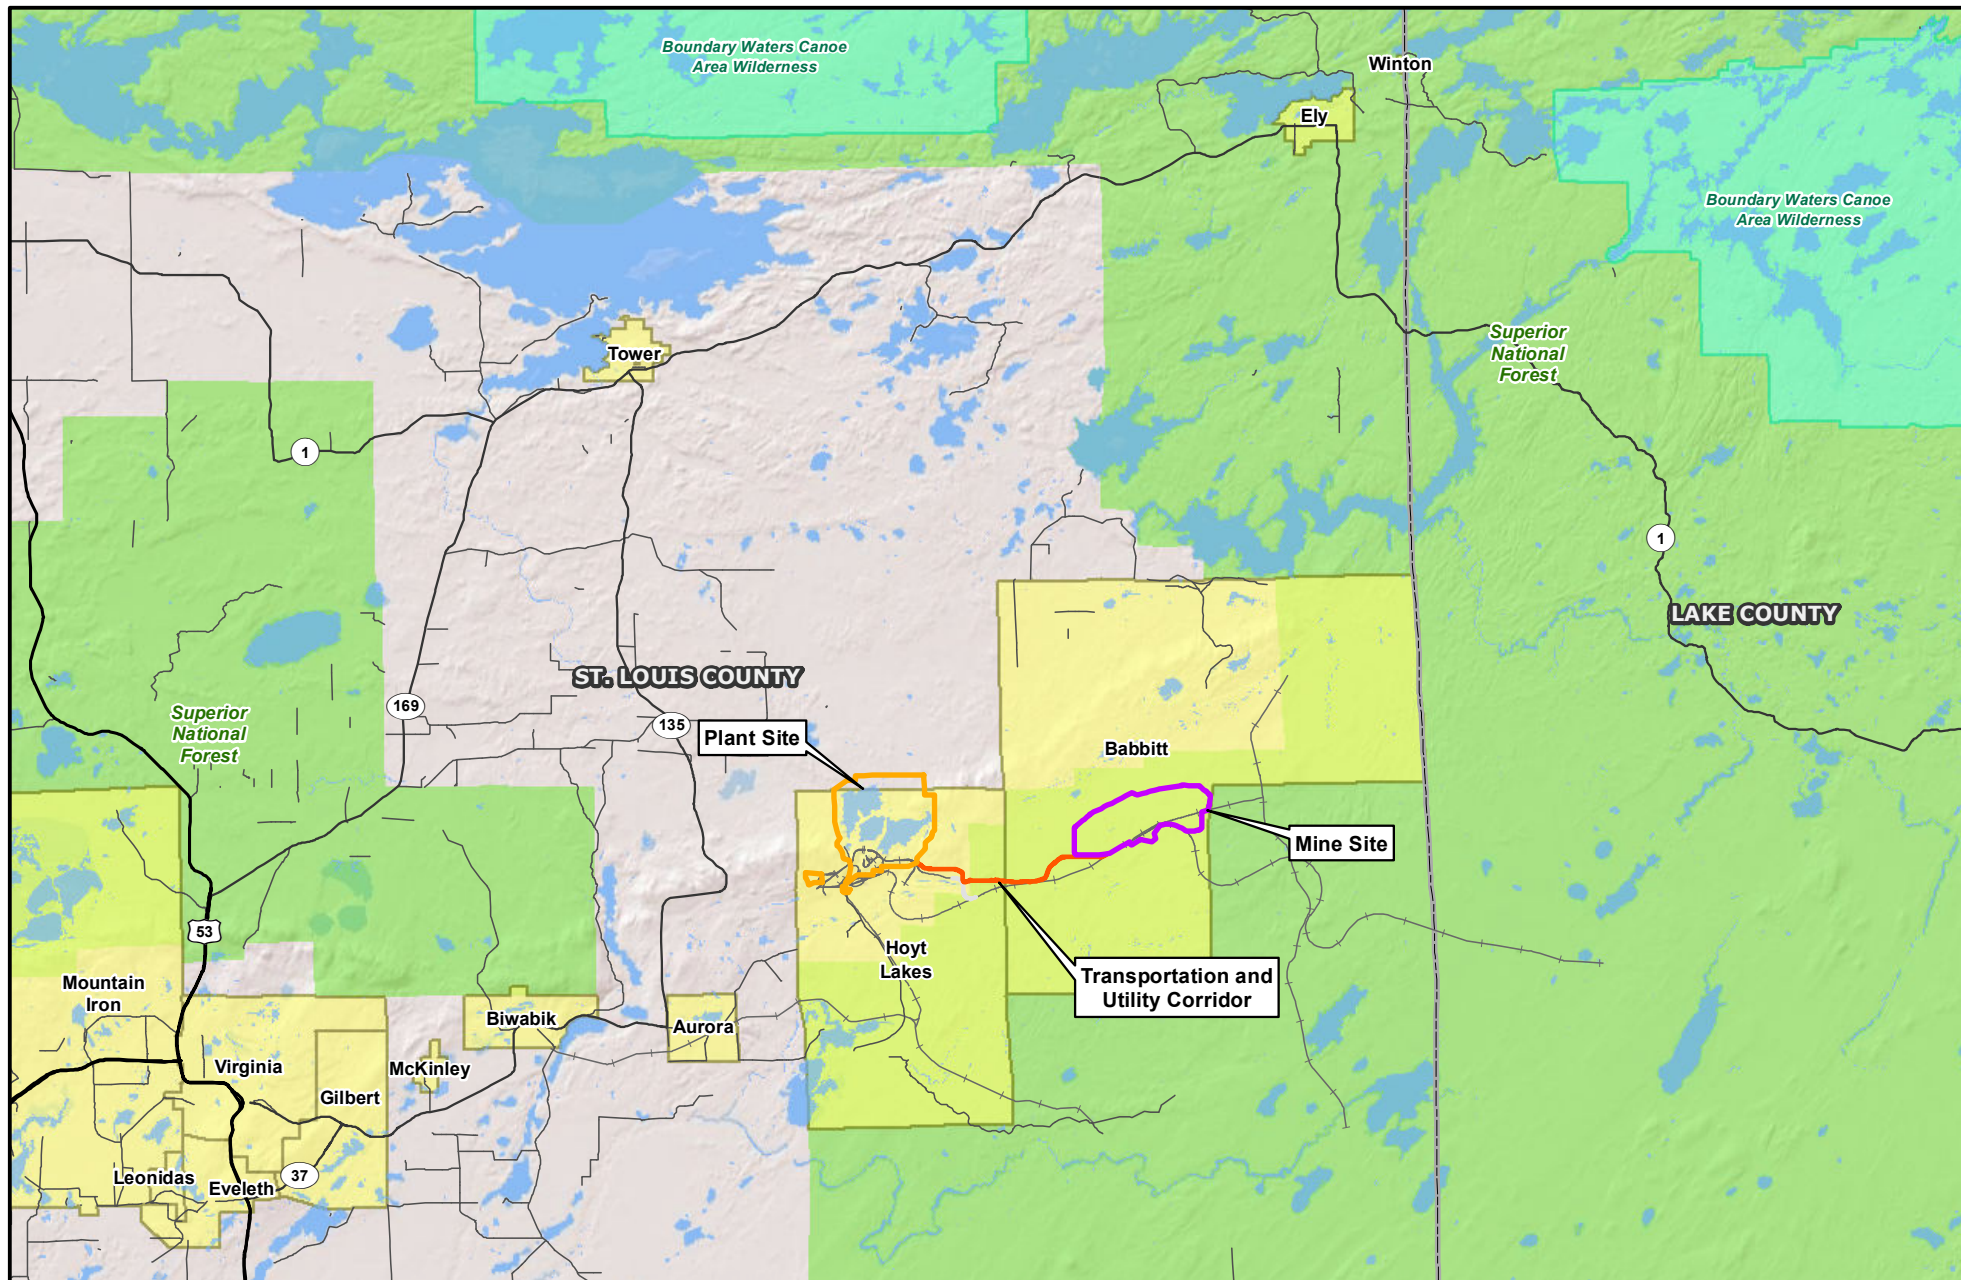 Boundary Waters Canoe
Area Wilderness
Winton
Ely
Boundary Waters Canoe
Area Wilderness
Tower
Superior
National
Forest
1
1
LAKE COUNTY
ST. LOUIS COUNTY
169
135
Superior
National
Forest
Plant Site
Babbitt
Mine Site
53
Hoyt
Lakes
Transportation and
Utility Corridor
Mountain
Iron
Biwabik
Aurora
Virginia
McKinley
Gilbert
Leonidas
37
Eveleth